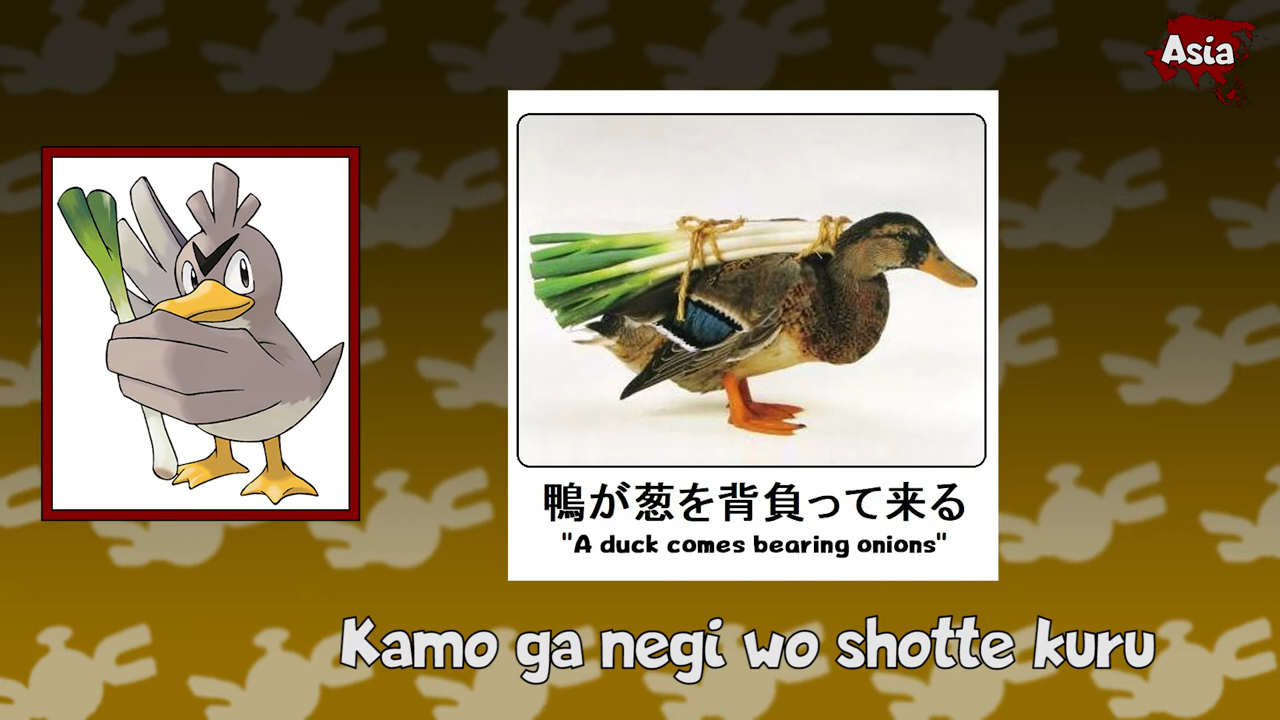 Asia
鴨が葱を背負って来る
"A duck comes bearing onions"
Kamo ga negi wo shotte kuru